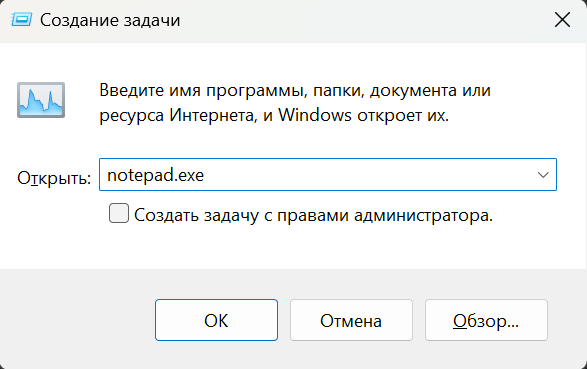 Создание задачи
Введите имя программы, папки, документа или
ресурса Интернета, и Windows откроет их.
Открыть: notepad.exe
Создать задачу с правами администратора.
ОК Отмена Обзор...